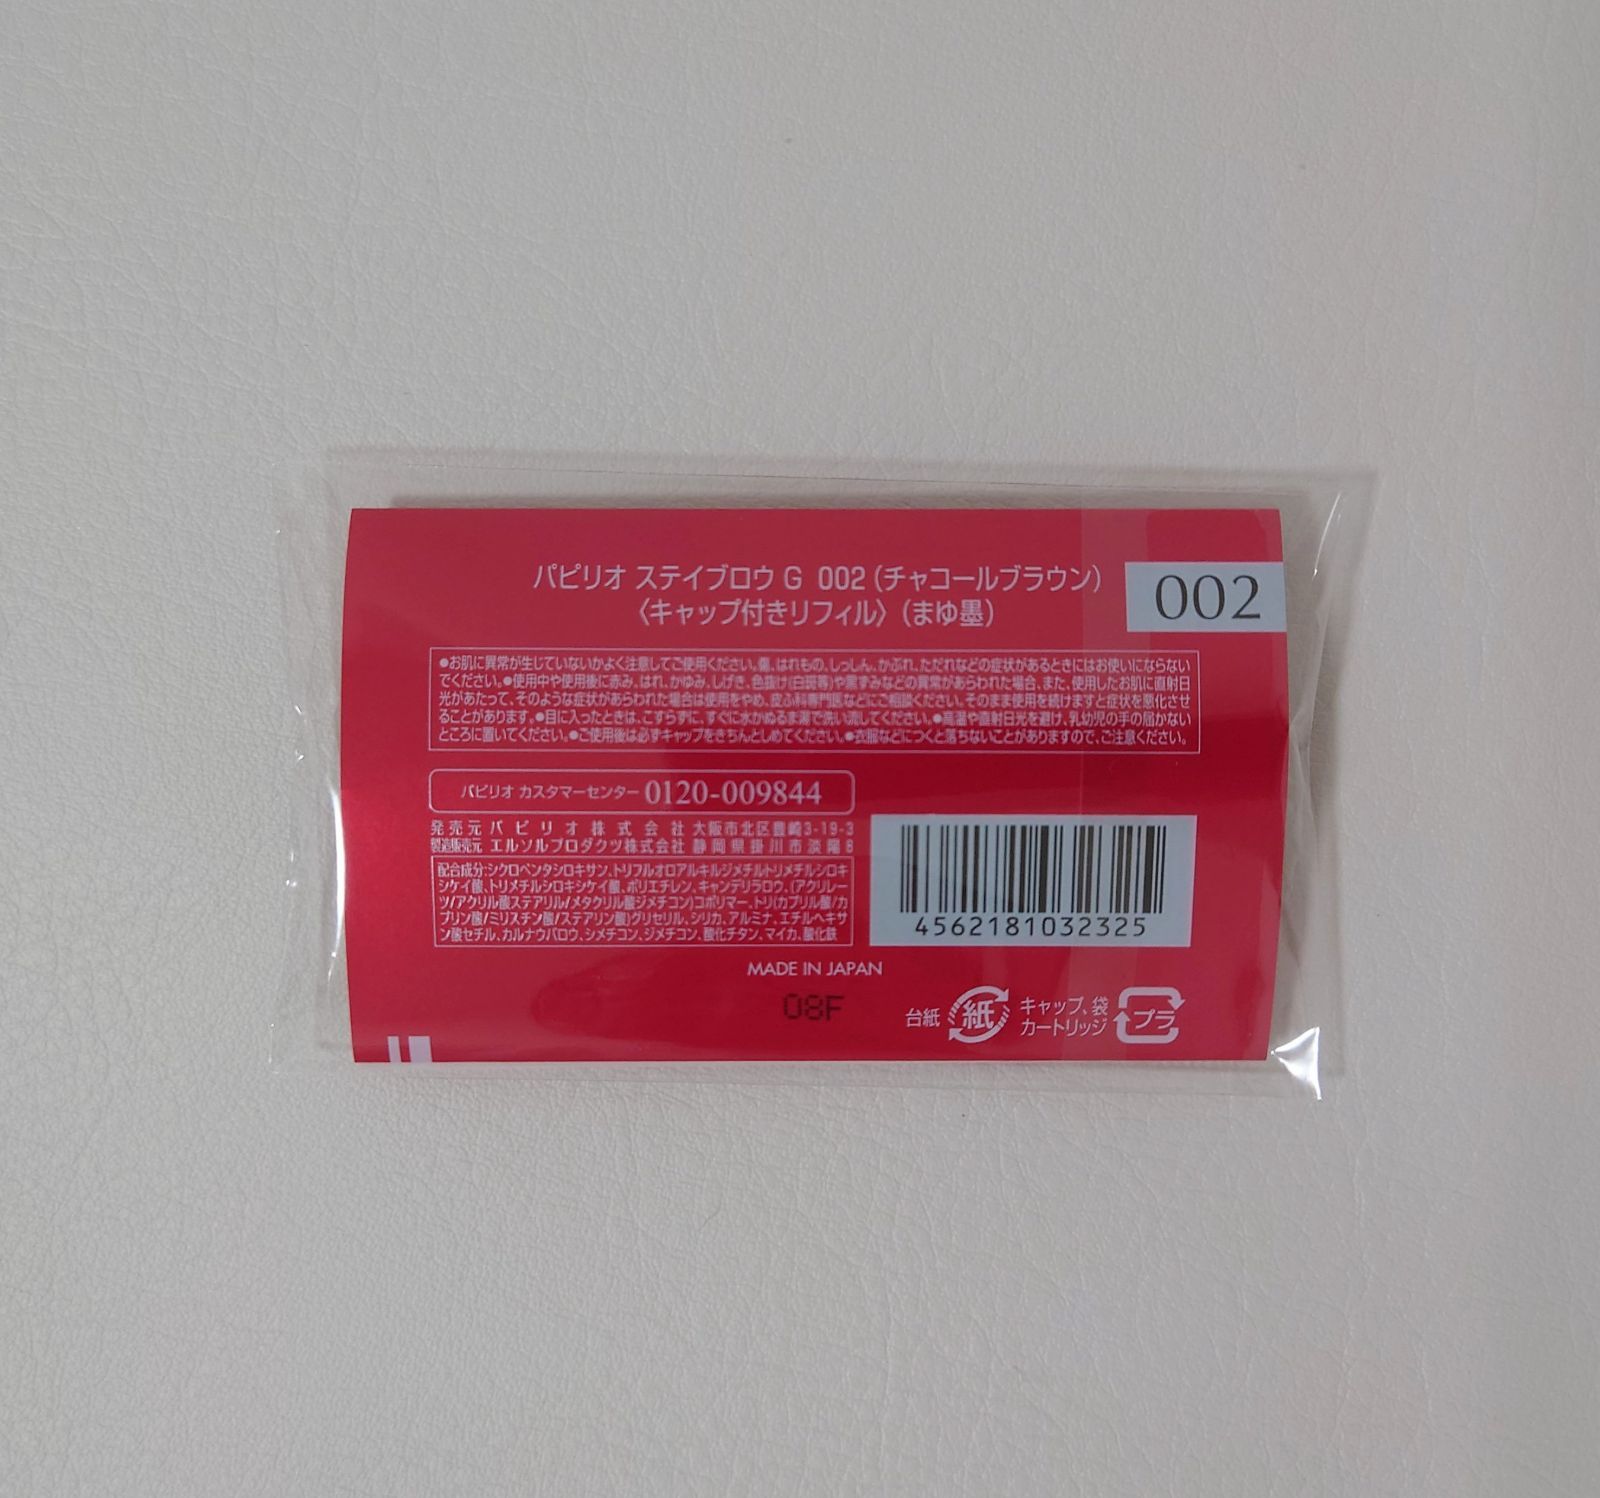 パピリオ ステイブロウ G 002 (チャコールブラウン)
〈キャップ付きリフィル〉(まゆ墨)
002
●お肌に異常が生じていないかよく注意してご使用ください。傷、はれもの、しっしん、かぶれ、ただれなどの症状があるときにはお使いにならない
でください。●使用中や使用後に赤み、はれ、かゆみ、しげき、色抜け(白斑等)や黒ずみなどの異常があらわれた場合、また、使用したお肌に直射日
光があたって、そのような症状があらわれた場合は使用をやめ、皮ふ科専門医などにご相談ください。そのまま使用を続けますと症状を悪化させ
ることがあります。●目に入ったときは、こすらずに、すぐに水かぬるま湯で洗い流してください。●高温や直射日光を避け、乳幼児の手の届かない
ところに置いてください。●ご使用後は必ずキャップをきちんとしめてください。●衣服などにつくと落ちないことがありますので、ご注意ください。
パピリオ カスタマーセンター 0120-009844
発売元 パピリオ株式会社 大阪市北区豊崎3-19-3
製造販売元 エルソルプロダクツ株式会社 静岡県掛川市淡陽6
配合成分:シクロペンタシロキサン、トリフルオロアルキルジメチルトリメチルシロキ
シケイ酸、トリメチルシロキシケイ酸、ポリエチレン、キャンデリラロウ、(アクリレー
ツ/アクリル酸ステアリル/メタクリル酸ジメチコン)コポリマー、トリ(カプリル酸/カ
プリン酸/ミリスチン酸/ステアリン酸)グリセリル、シリカ、アルミナ、エチルヘキサ
ン酸セチル、カルナウバロウ、シメチコン、ジメチコン、酸化チタン、マイカ、酸化鉄
4562181032325
MADE IN JAPAN
08F
台紙 紙 キャップ、袋 プラ
カートリッジ